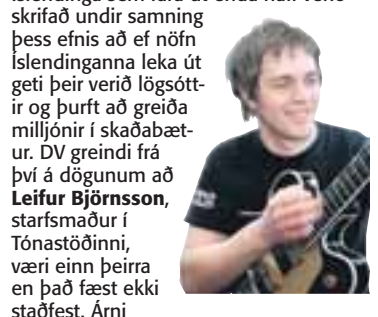 skrifað undir samning
þess efnis að ef nöfn
Íslendinganna leka út
geti þeir verið lögsótt-
ir og þurft að greiða
milljónir í skaðabæt-
ur. DV greindi frá
því á dögunum að
Leifur Björnsson,
starfsmaður í
Tónastöðinni,
væri einn þeirra
en það fæst ekki
staðfest. Árni